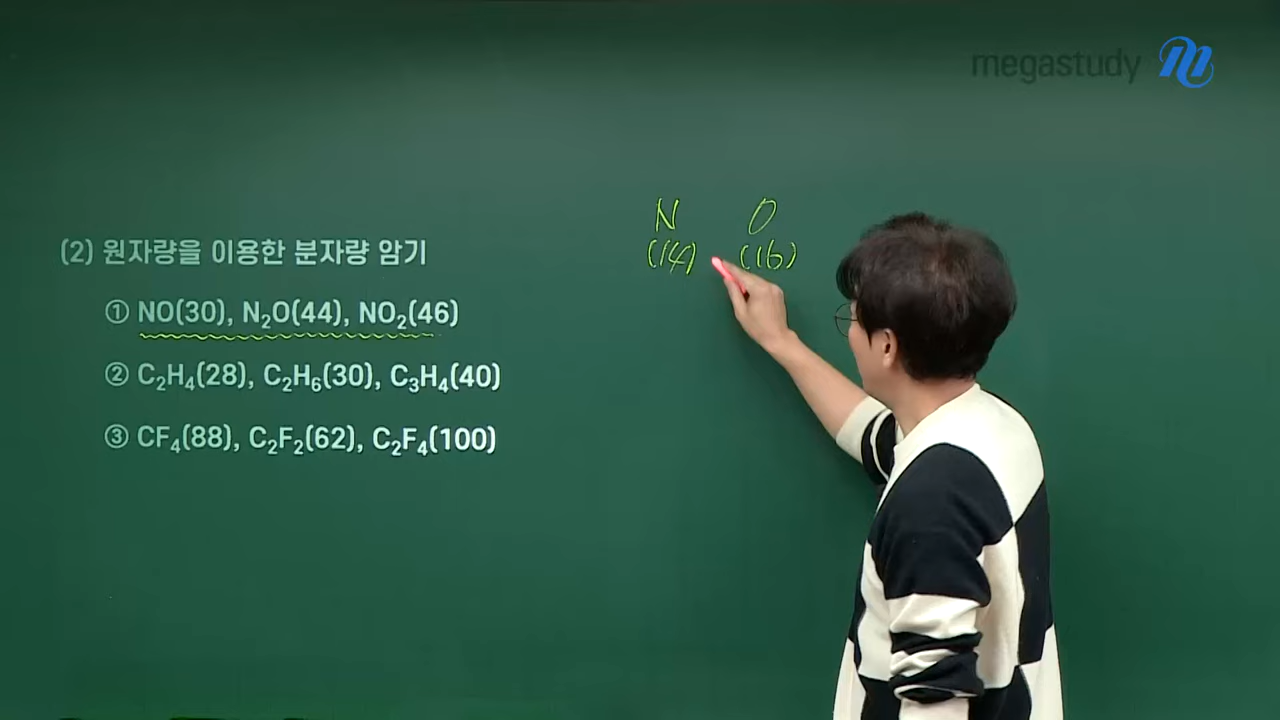 megastudy
N O
(14) (16)
(2) 원자량을 이용한 분자량 암기
① NO(30), N₂O(44), NO₂(46)
② C₂H₄(28), C₂H₆(30), C₃H₄(40)
③ CF₄(88), C₂F₂(62), C₂F₄(100)